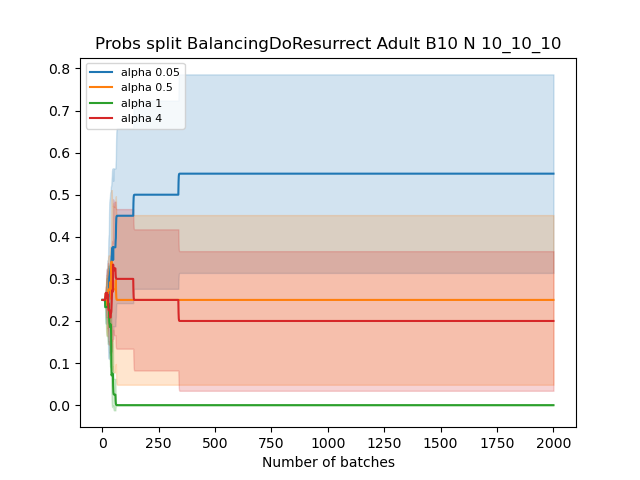 Probs split BalancingDoResurrect Adult B10 N 10_10_10
alpha 0.05
alpha 0.5
alpha 1
alpha 4
0.8
0.7
0.6
0.5
0.4
0.3
0.2
0.1
0.0
0 250 500 750 1000 1250 1500 1750 2000
Number of batches